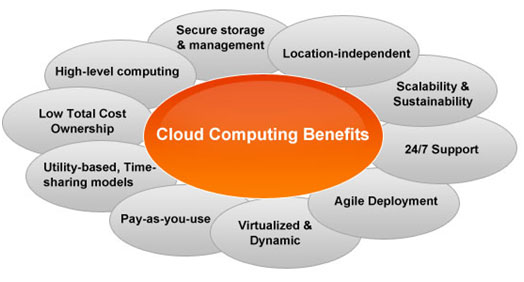 Secure storage
& management
Location-independent
High-level computing
Scalability &
Sustainability
Low Total Cost
Ownership
Cloud Computing Benefits
24/7 Support
Utility-based, Time-
sharing models
Agile Deployment
Pay-as-you-use
Virtualized &
Dynamic